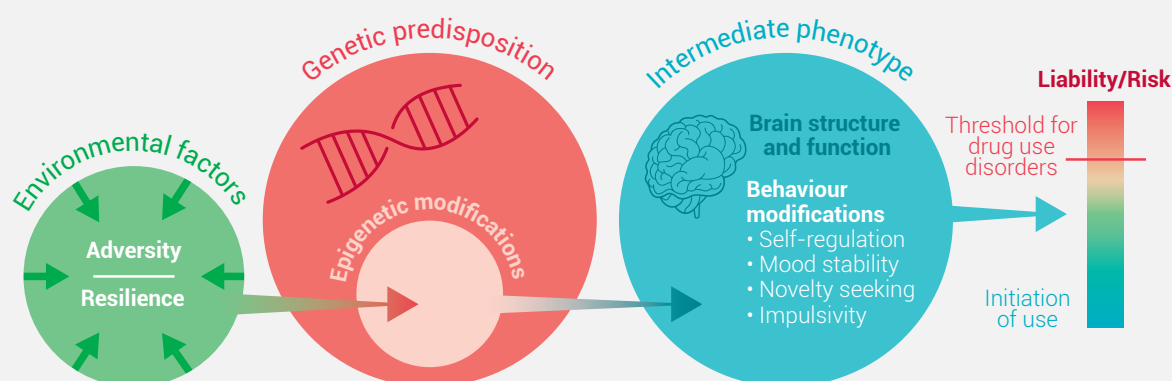 Environmental factors
Adversity
Resilience
Genetic predisposition
Epigenetic modifications
Intermediate phenotype
Brain structure
and function
Behaviour
modifications
• Self-regulation
• Mood stability
• Novelty seeking
• Impulsivity
Liability/Risk
Threshold for
drug use
disorders
Initiation
of use